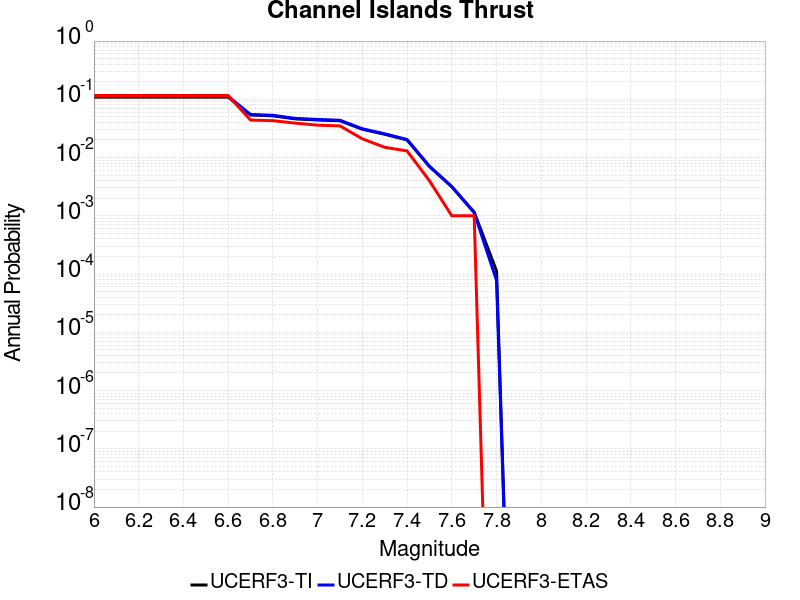 Channel Islands Thrust
10^0
10^-1
10^-2
10^-3
10^-4
10^-5
10^-6
10^-7
10^-8
Annual Probability
6 6.2 6.4 6.6 6.8 7 7.2 7.4 7.6 7.8 8 8.2 8.4 8.6 8.8 9
Magnitude
UCERF3-TI UCERF3-TD UCERF3-ETAS